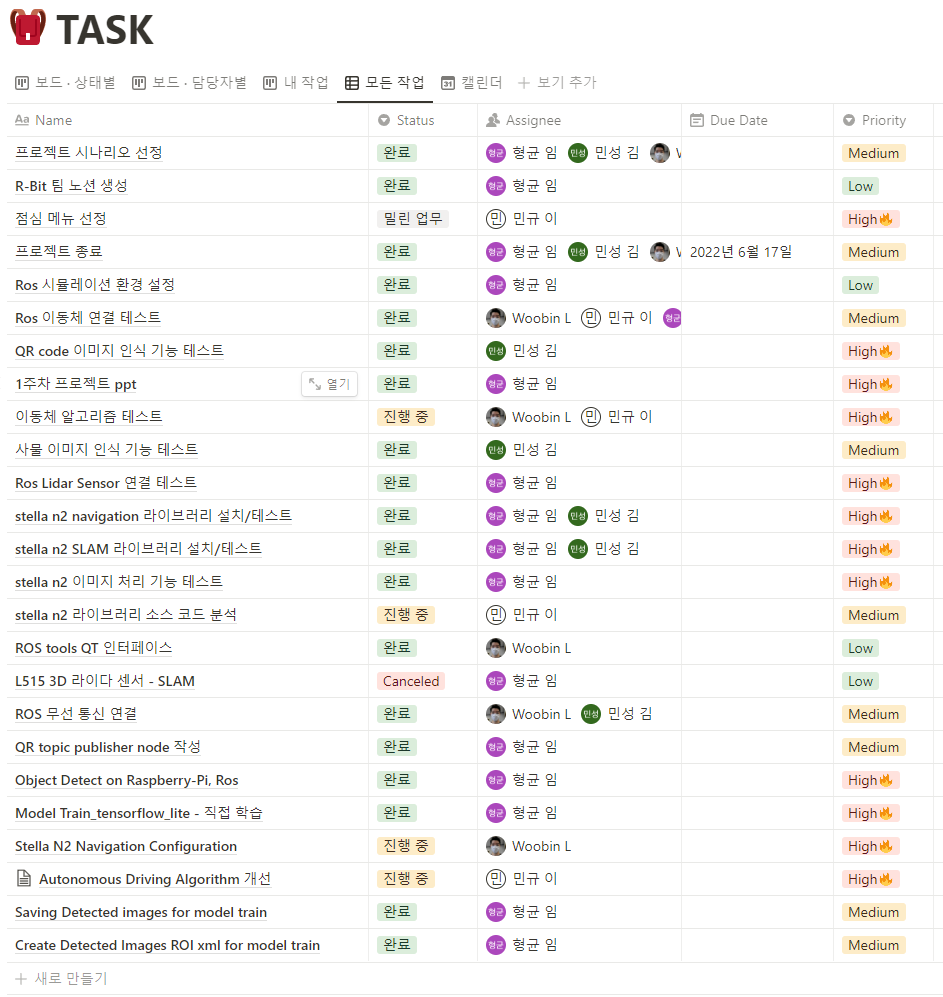 TASK
보드 · 상태별 보드 · 담당자별 내 작업 모든 작업 31 캘린더 + 보기 추가
Aa Name Status Assignee Due Date Priority
프로젝트 시나리오 선정 완료 형균 형균 임 민성 민성 김 Medium
R-Bit 팀 노션 생성 완료 형균 형균 임 Low
점심 메뉴 선정 밀린 업무 민 민규 이 High🔥
프로젝트 종료 완료 형균 형균 임 민성 민성 김 2022년 6월 17일 Medium
Ros 시뮬레이션 환경 설정 완료 형균 형균 임 Low
Ros 이동체 연결 테스트 완료 Woobin L 민 민규 이 형균 Medium
QR code 이미지 인식 기능 테스트 완료 민성 민성 김 High🔥
1주차 프로젝트 ppt 열기 완료 형균 형균 임 High🔥
이동체 알고리즘 테스트 진행 중 Woobin L 민 민규 이 High🔥
사물 이미지 인식 기능 테스트 완료 민성 민성 김 Medium
Ros Lidar Sensor 연결 테스트 완료 형균 형균 임 High🔥
stella n2 navigation 라이브러리 설치/테스트 완료 형균 형균 임 민성 민성 김 High🔥
stella n2 SLAM 라이브러리 설치/테스트 완료 형균 형균 임 민성 민성 김 High🔥
stella n2 이미지 처리 기능 테스트 완료 형균 형균 임 High🔥
stella n2 라이브러리 소스 코드 분석 진행 중 민 민규 이 Medium
ROS tools QT 인터페이스 완료 Woobin L Low
L515 3D 라이다 센서 - SLAM Canceled 형균 형균 임 Low
ROS 무선 통신 연결 완료 Woobin L 민성 민성 김 Medium
QR topic publisher node 작성 완료 형균 형균 임 Medium
Object Detect on Raspberry-Pi, Ros 완료 형균 형균 임 High🔥
Model Train_tensorflow_lite - 직접 학습 완료 형균 형균 임 High🔥
Stella N2 Navigation Configuration 진행 중 Woobin L High🔥
Autonomous Driving Algorithm 개선 진행 중 민 민규 이 High🔥
Saving Detected images for model train 완료 형균 형균 임 Medium
Create Detected Images ROI xml for model train 완료 형균 형균 임 Medium
+ 새로 만들기